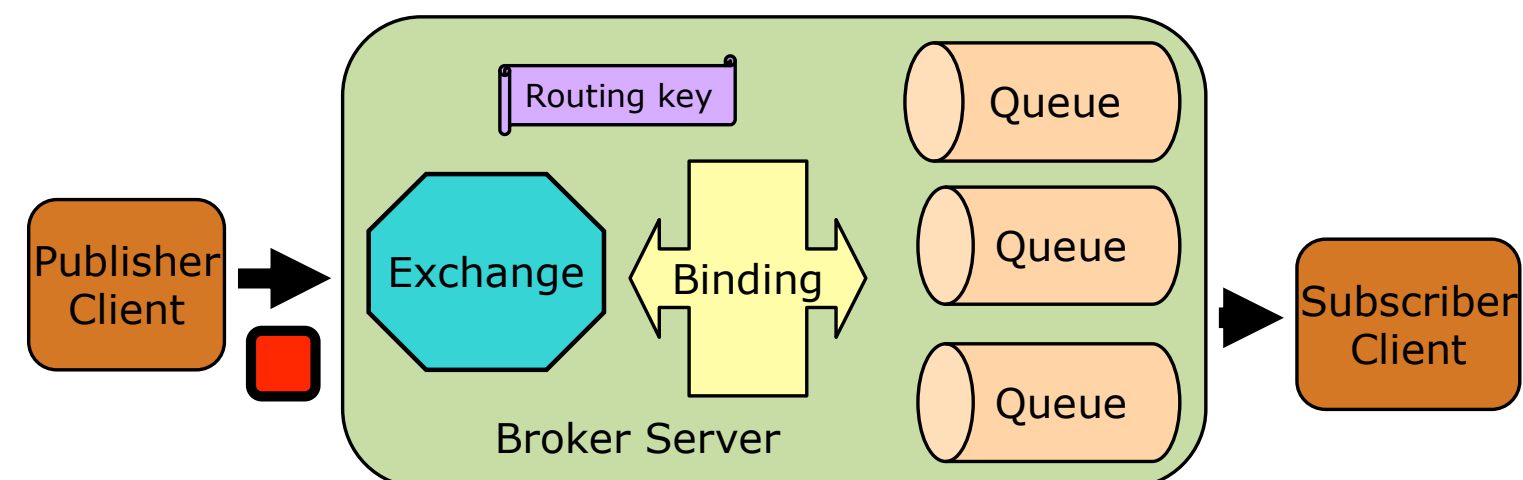 Routing key
Queue
Publisher
Client
Exchange
Binding
Queue
Subscriber
Client
Queue
Broker Server